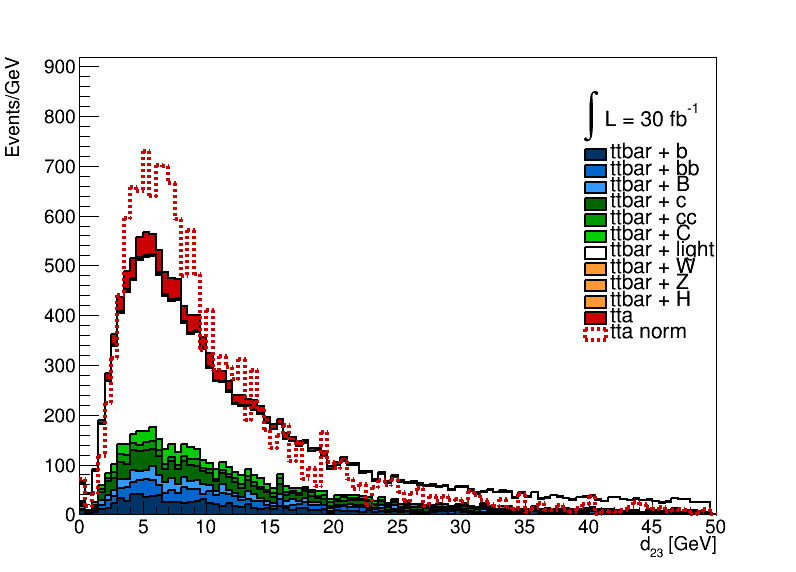 Events/GeV
900
800
700
600
500
400
300
200
100
0
∫ L = 30 fb⁻¹
ttbar + b
ttbar + bb
ttbar + B
ttbar + c
ttbar + cc
ttbar + C
ttbar + light
ttbar + W
ttbar + Z
ttbar + H
tta
tta norm
0 5 10 15 20 25 30 35 40 45 50
d₂₃ [GeV]